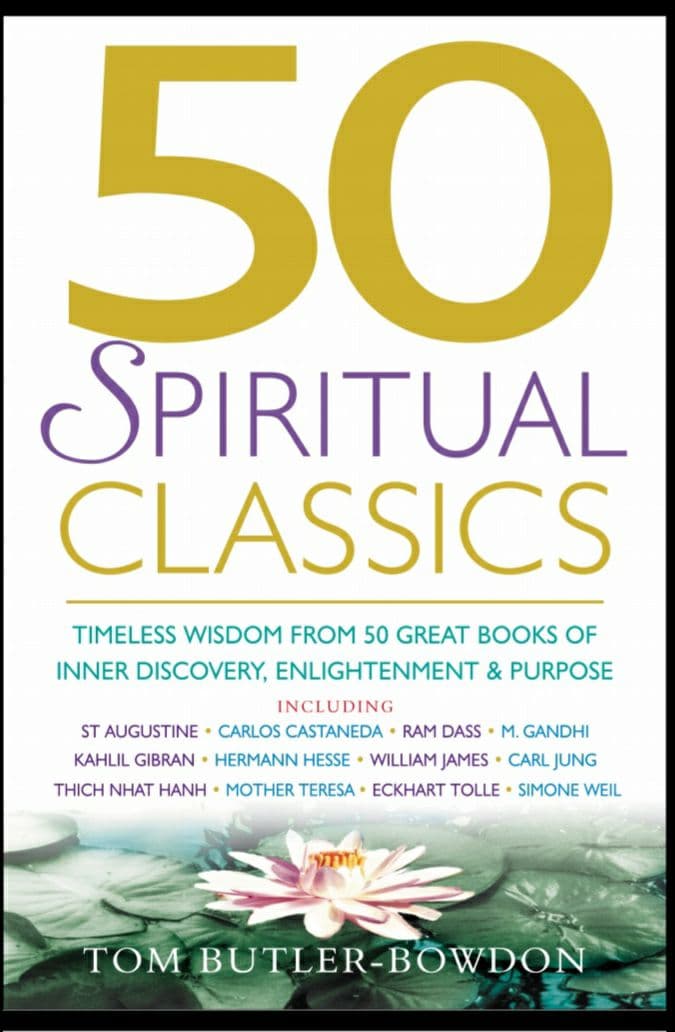 50
SPIRITUAL
CLASSICS
TIMELESS WISDOM FROM 50 GREAT BOOKS OF
INNER DISCOVERY, ENLIGHTENMENT & PURPOSE
INCLUDING
ST AUGUSTINE • CARLOS CASTANEDA • RAM DASS • M. GANDHI
KAHLIL GIBRAN • HERMANN HESSE • WILLIAM JAMES • CARL JUNG
THICH NHAT HANH • MOTHER TERESA • ECKHART TOLLE • SIMONE WEIL
TOM BUTLER-BOWDON